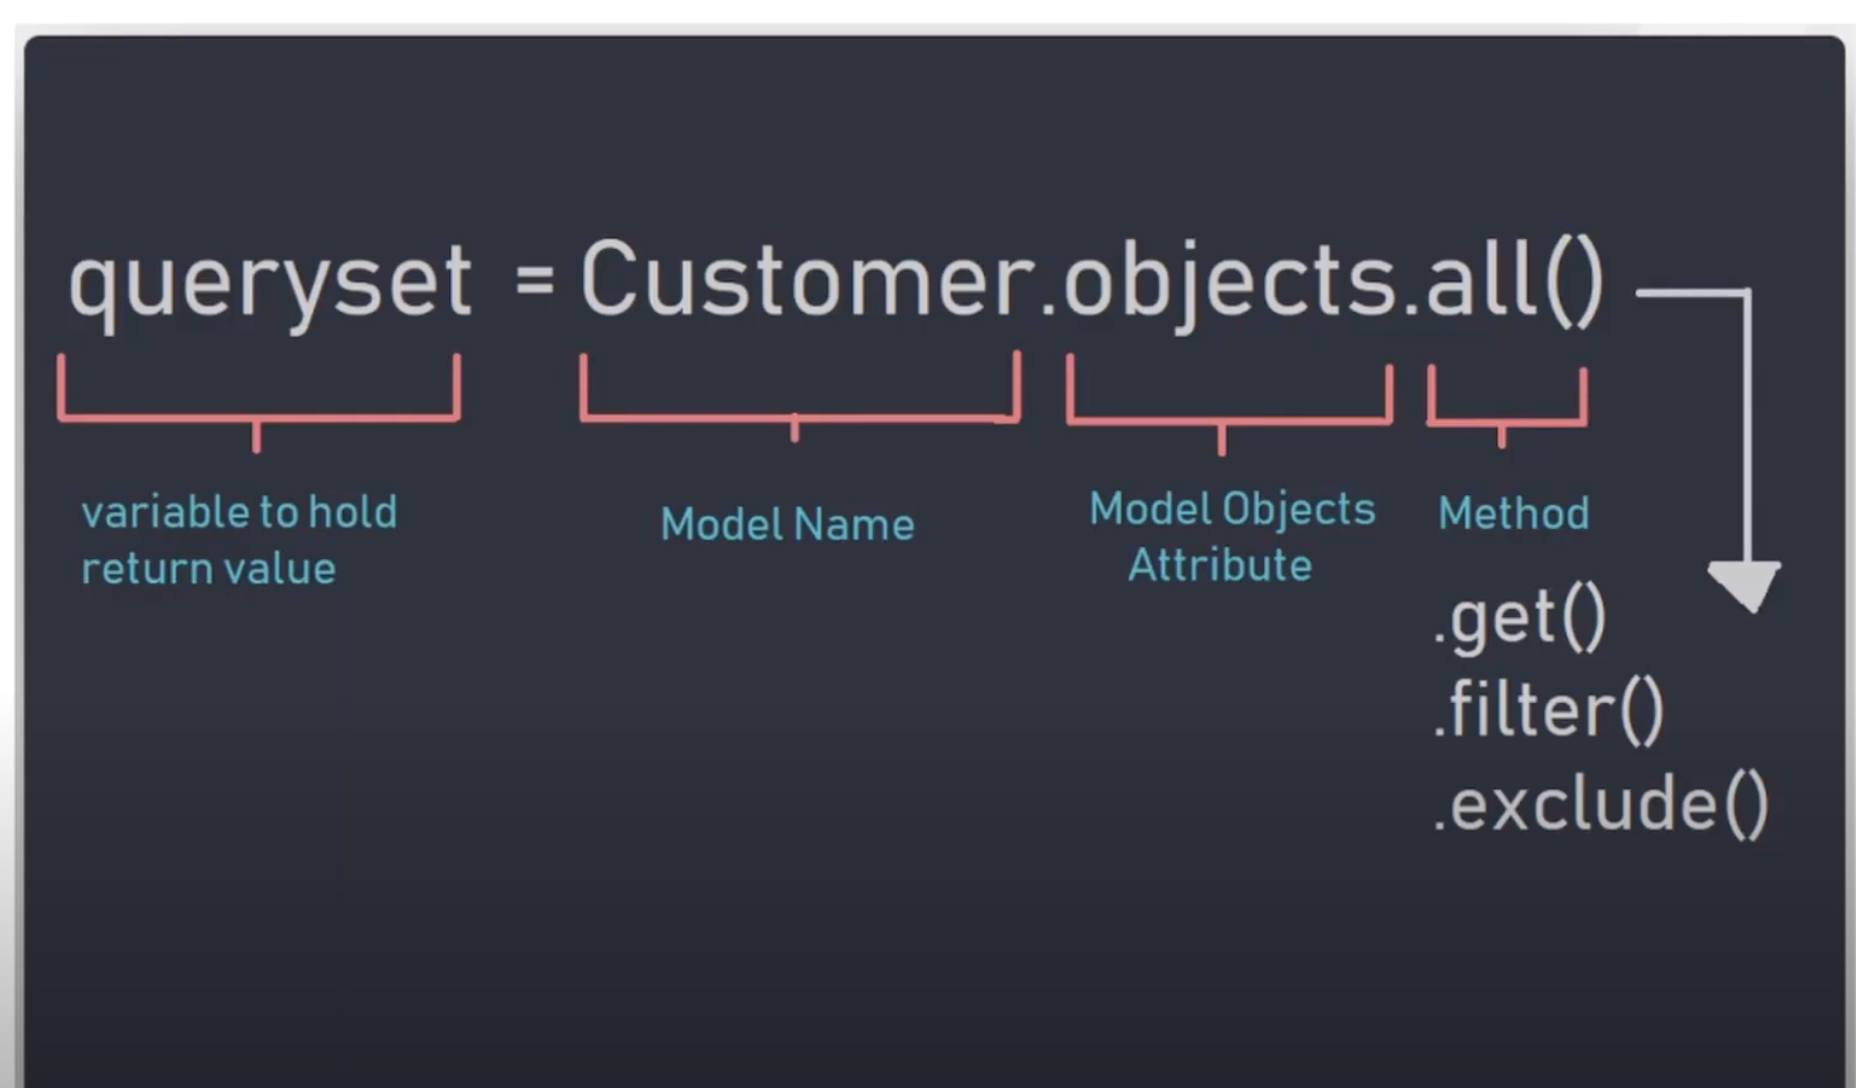 queryset = Customer.objects.all()
variable to hold
return value
Model Name
Model Objects
Attribute
Method
.get()
.filter()
.exclude()